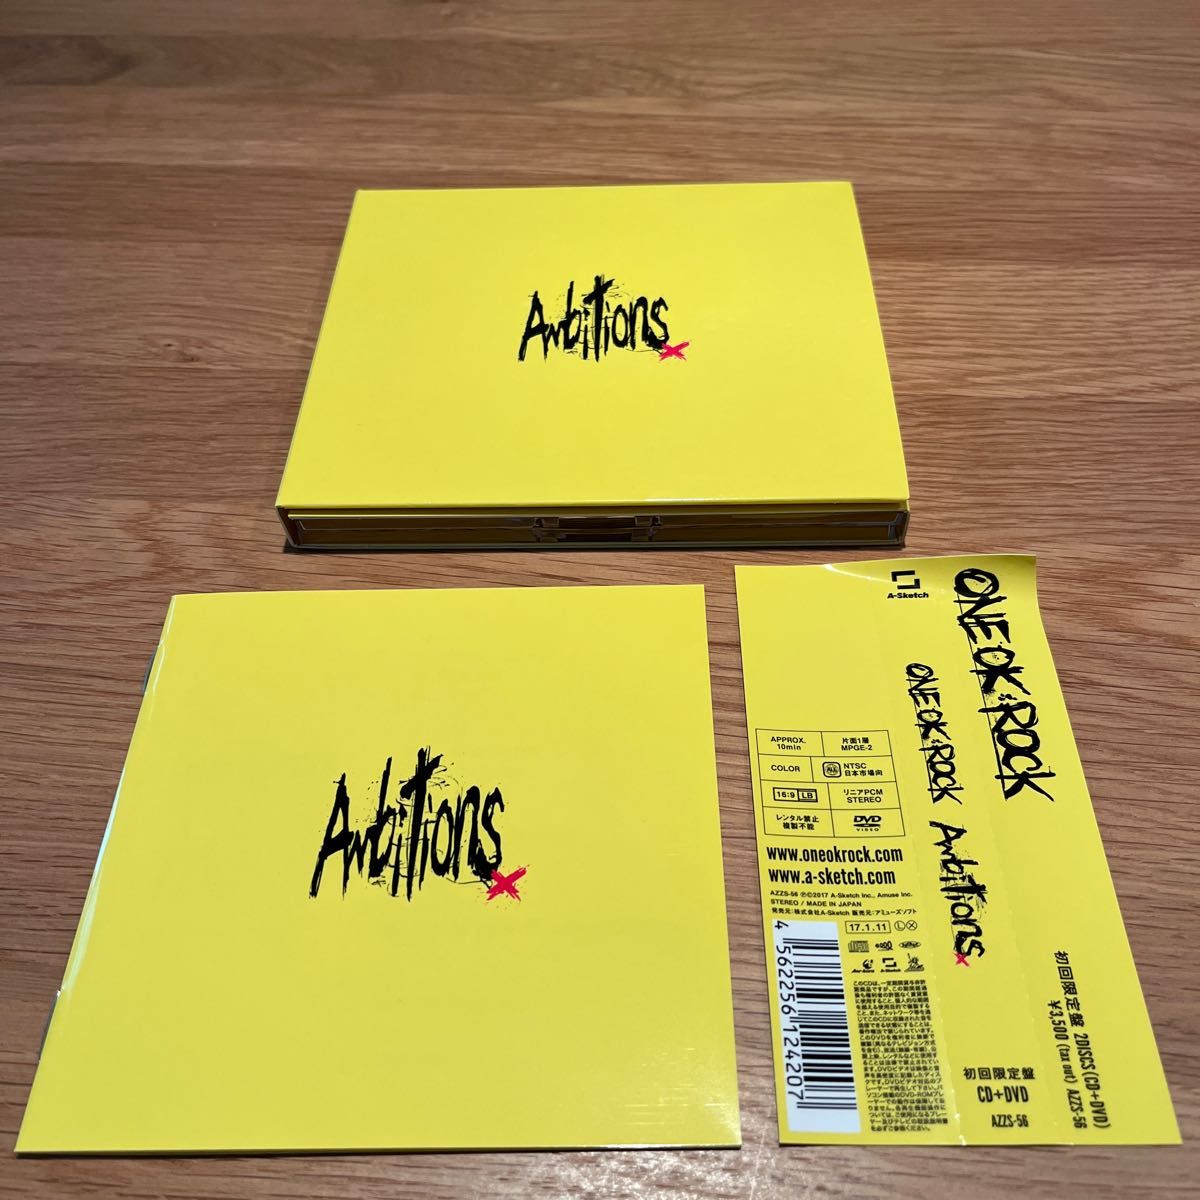 Ambitions
Ambitions
A-Sketch
ONE OK ROCK
ONE OK ROCK Ambitions
APPROX. 10min
片面1層 MPGE-2
COLOR
ALL
NTSC 日本市場向
16:9 LB
リニアPCM STEREO
レンタル禁止 複製不能
DVD VIDEO
www.oneokrock.com
www.a-sketch.com
AZZS-56 ℗©2017 A-Sketch Inc., Amuse Inc.
STEREO / MADE IN JAPAN
発売元:株式会社A-Sketch 販売元:アミューズソフト
17.1.11 Ⓛ Ⓧ
A-Sketch
4 562256 124207
初回限定盤
CD+DVD
AZZS-56
初回限定盤 2DISCS (CD+DVD)
¥3,500 (tax out) AZZS-56